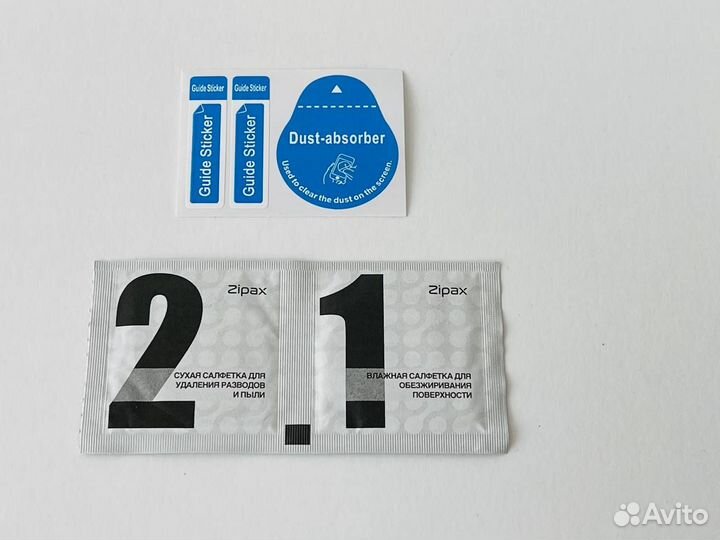 Guide Sticker
Guide Sticker
Guide Sticker
Guide Sticker
Dust-absorber
Used to clear the dust on the screen.
2
Zipax
СУХАЯ САЛФЕТКА ДЛЯ
УДАЛЕНИЯ РАЗВОДОВ
И ПЫЛИ
1
Zipax
ВЛАЖНАЯ САЛФЕТКА ДЛЯ
ОБЕЗЖИРИВАНИЯ
ПОВЕРХНОСТИ
Avito